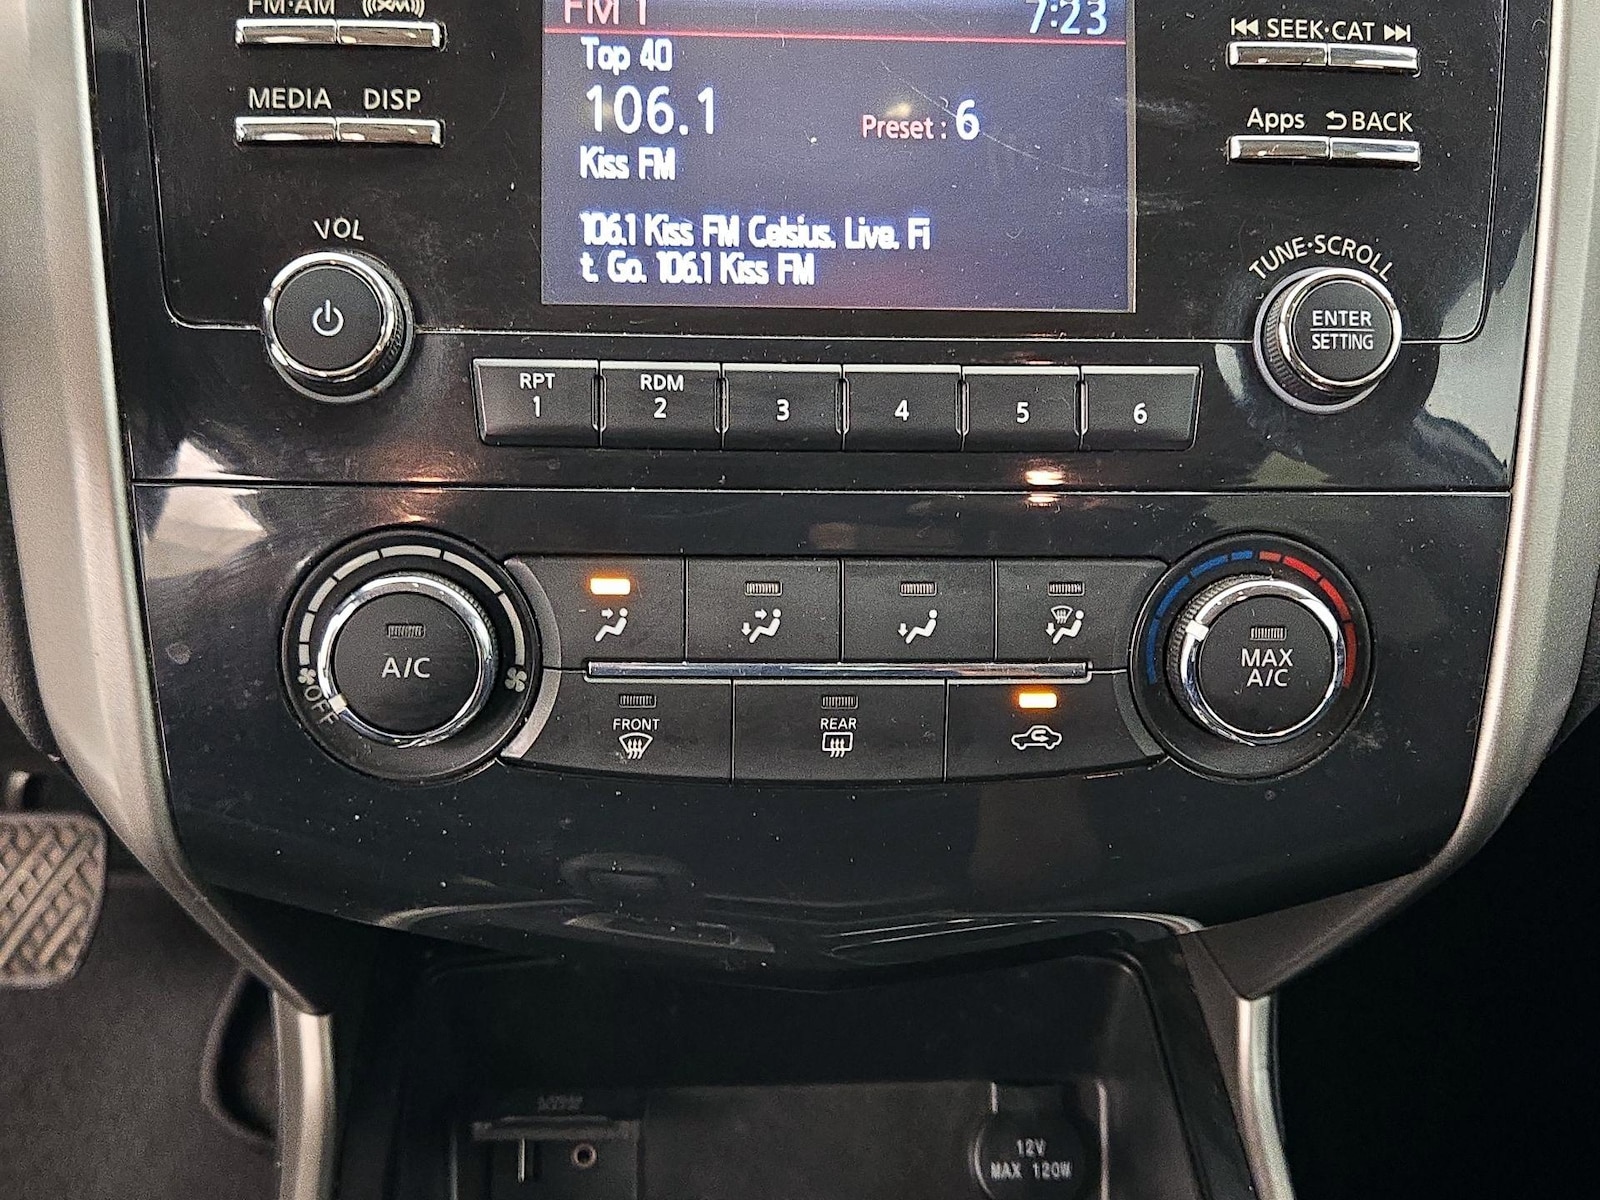 FM·AM ((XM))
FM 1 7:23
SEEK·CAT
MEDIA DISP
Top 40
106.1
Preset : 6
Kiss FM
Apps BACK
106.1 Kiss FM Celsius. Live. Fi
t. Go. 106.1 Kiss FM
VOL
TUNE·SCROLL
ENTER
SETTING
RPT
1
RDM
2
3
4
5
6
A/C
OFF
MAX
A/C
FRONT
REAR
12V
MAX 120W